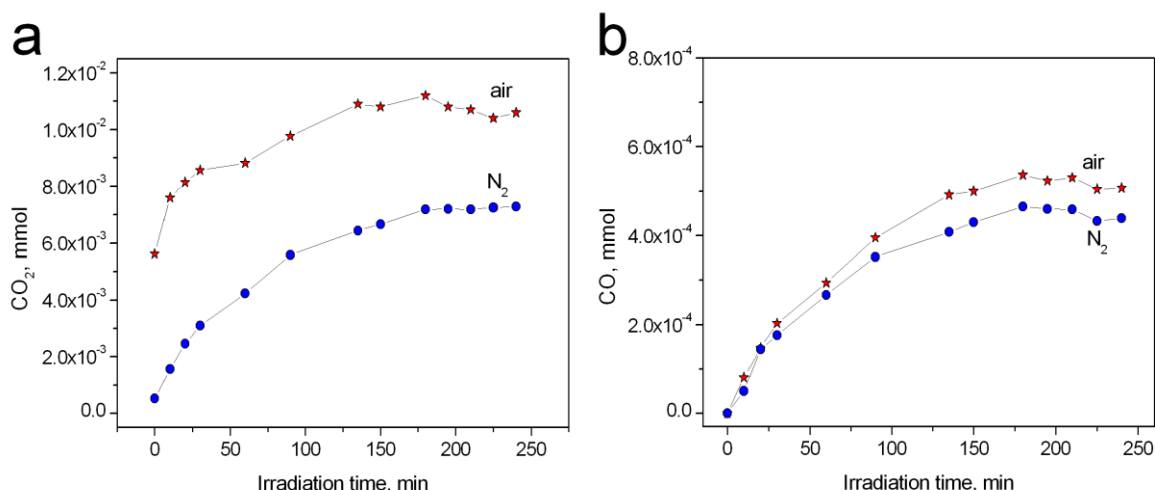 a
1.2x10⁻²
1.0x10⁻²
8.0x10⁻³
6.0x10⁻³
4.0x10⁻³
2.0x10⁻³
0.0
CO₂, mmol
air
N₂
0 50 100 150 200 250
Irradiation time, min
b
8.0x10⁻⁴
6.0x10⁻⁴
4.0x10⁻⁴
2.0x10⁻⁴
0.0
CO, mmol
air
N₂
0 50 100 150 200 250
Irradiation time, min